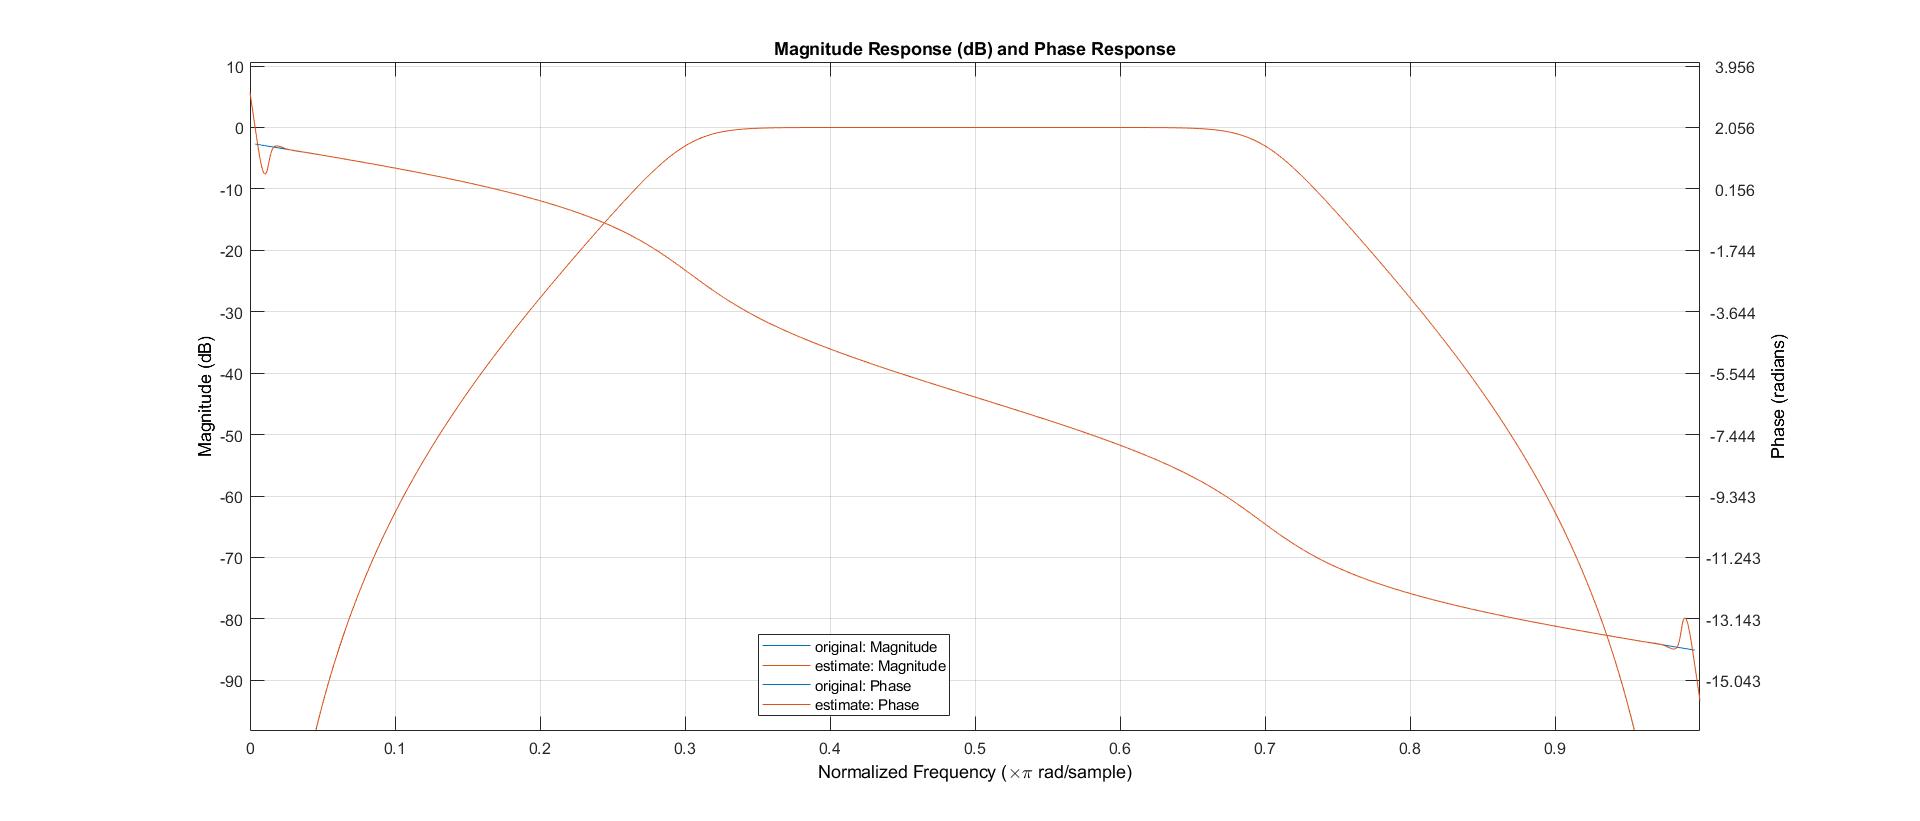 Magnitude Response (dB) and Phase Response
10
0
-10
-20
-30
-40
-50
-60
-70
-80
-90
Magnitude (dB)
3.956
2.056
0.156
-1.744
-3.644
-5.544
-7.444
-9.343
-11.243
-13.143
-15.043
Phase (radians)
original: Magnitude
estimate: Magnitude
original: Phase
estimate: Phase
0 0.1 0.2 0.3 0.4 0.5 0.6 0.7 0.8 0.9
Normalized Frequency (×π rad/sample)